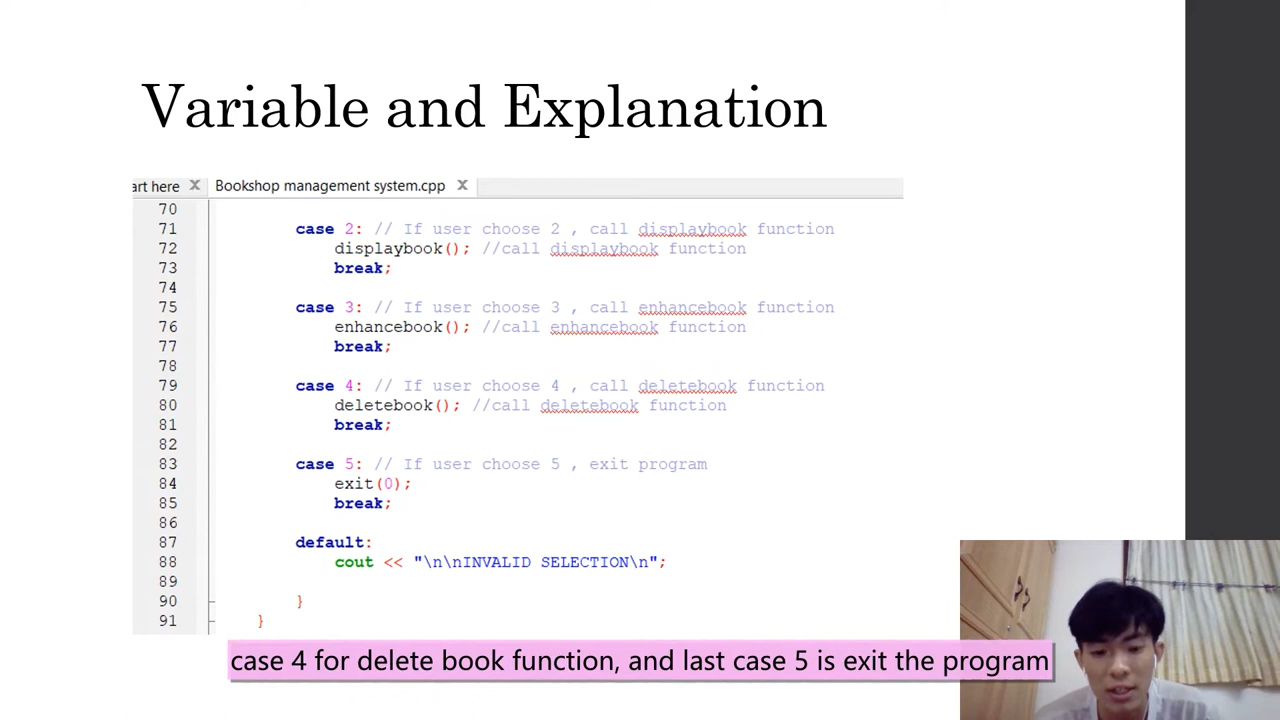 Variable and Explanation
art here X Bookshop management system.cpp X
70
71 case 2: // If user choose 2 , call displaybook function
72 displaybook(); //call displaybook function
73 break;
74
75 case 3: // If user choose 3 , call enhancebook function
76 enhancebook(); //call enhancebook function
77 break;
78
79 case 4: // If user choose 4 , call deletebook function
80 deletebook(); //call deletebook function
81 break;
82
83 case 5: // If user choose 5 , exit program
84 exit(0);
85 break;
86
87 default:
88 cout << "\n\nINVALID SELECTION\n";
89
90 }
91 }
case 4 for delete book function, and last case 5 is exit the program